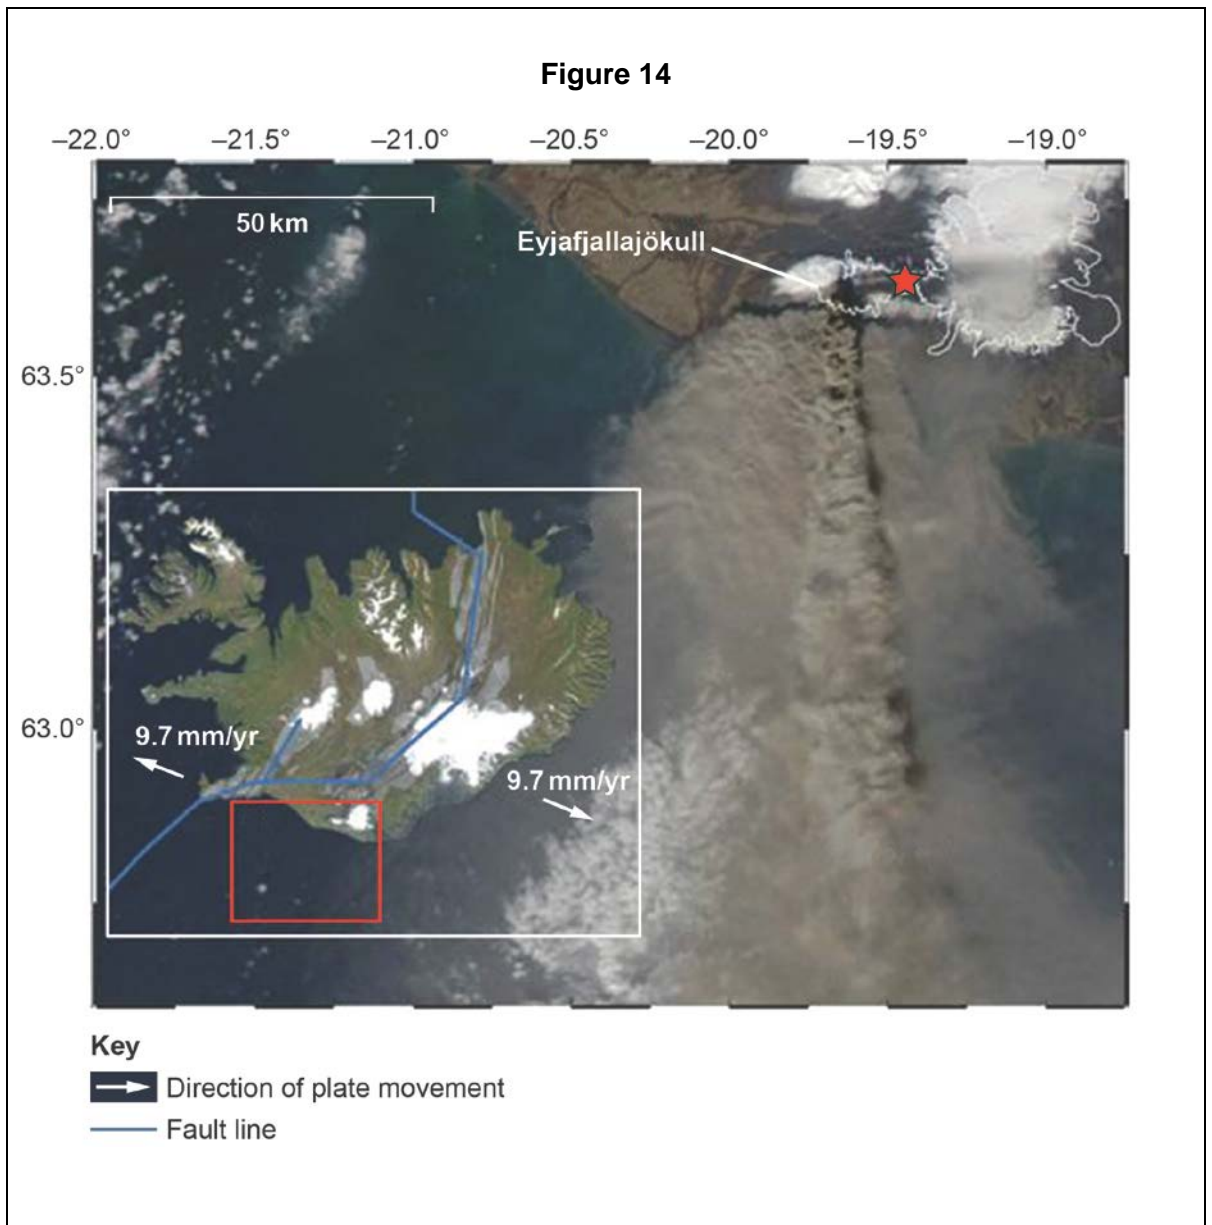 Figure 14
–22.0° –21.5° –21.0° –20.5° –20.0° –19.5° –19.0°
50 km
Eyjafjallajökull
63.5°
63.0°
9.7 mm/yr
9.7 mm/yr
Key
Direction of plate movement
Fault line